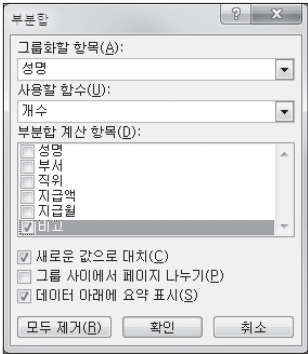 부분합
그룹화할 항목(A):
성명
사용할 함수(U):
개수
부분합 계산 항목(D):
성명
부서
직위
지급액
지급월
비고
새로운 값으로 대치(C)
그룹 사이에서 페이지 나누기(P)
데이터 아래에 요약 표시(S)
모두 제거(R) 확인 취소